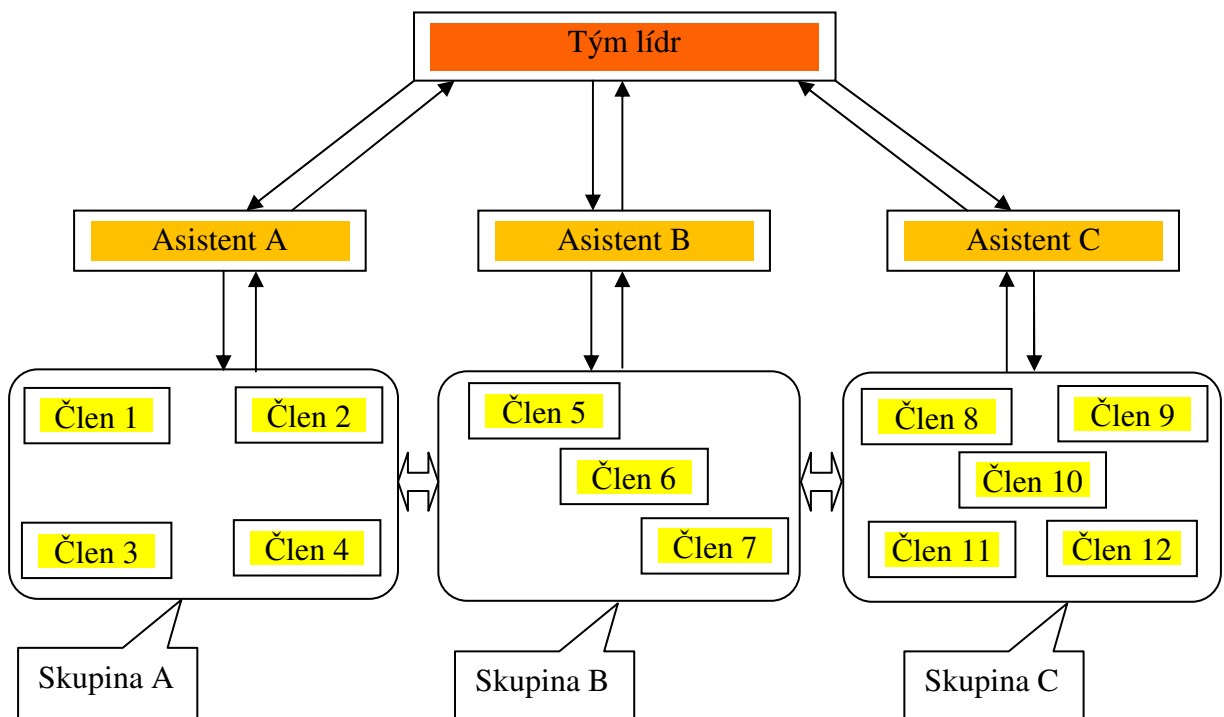 Tým lídr
Asistent A
Asistent B
Asistent C
Člen 1
Člen 2
Člen 3
Člen 4
Člen 5
Člen 6
Člen 7
Člen 8
Člen 9
Člen 10
Člen 11
Člen 12
Skupina A
Skupina B
Skupina C